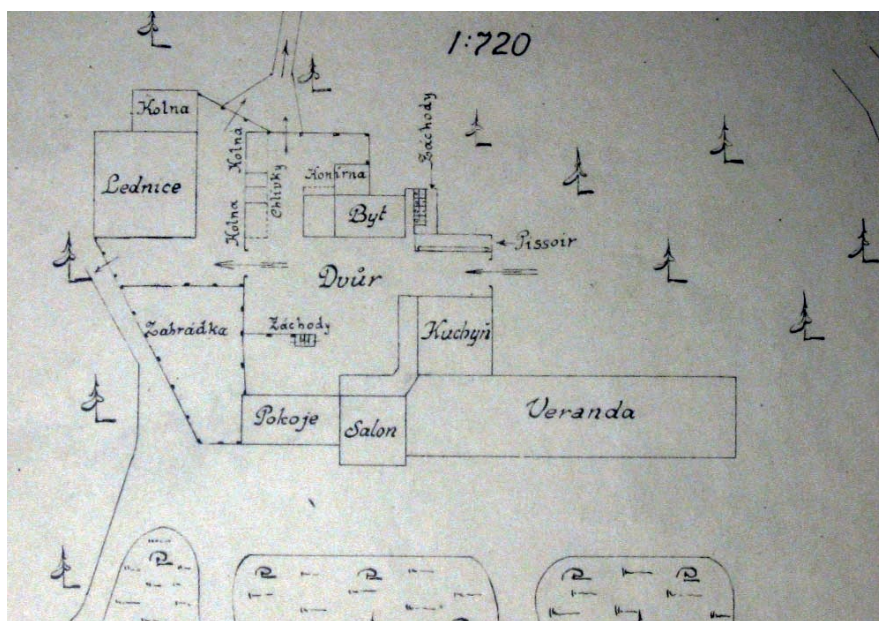 1:720
Kolna
Lednice
Kolna
Kolna
Chlívky
Konírna
Byt
Záchody
Pissoir
Dvůr
Zahrádka
Záchody
Kuchyň
Pokoje
Salon
Veranda